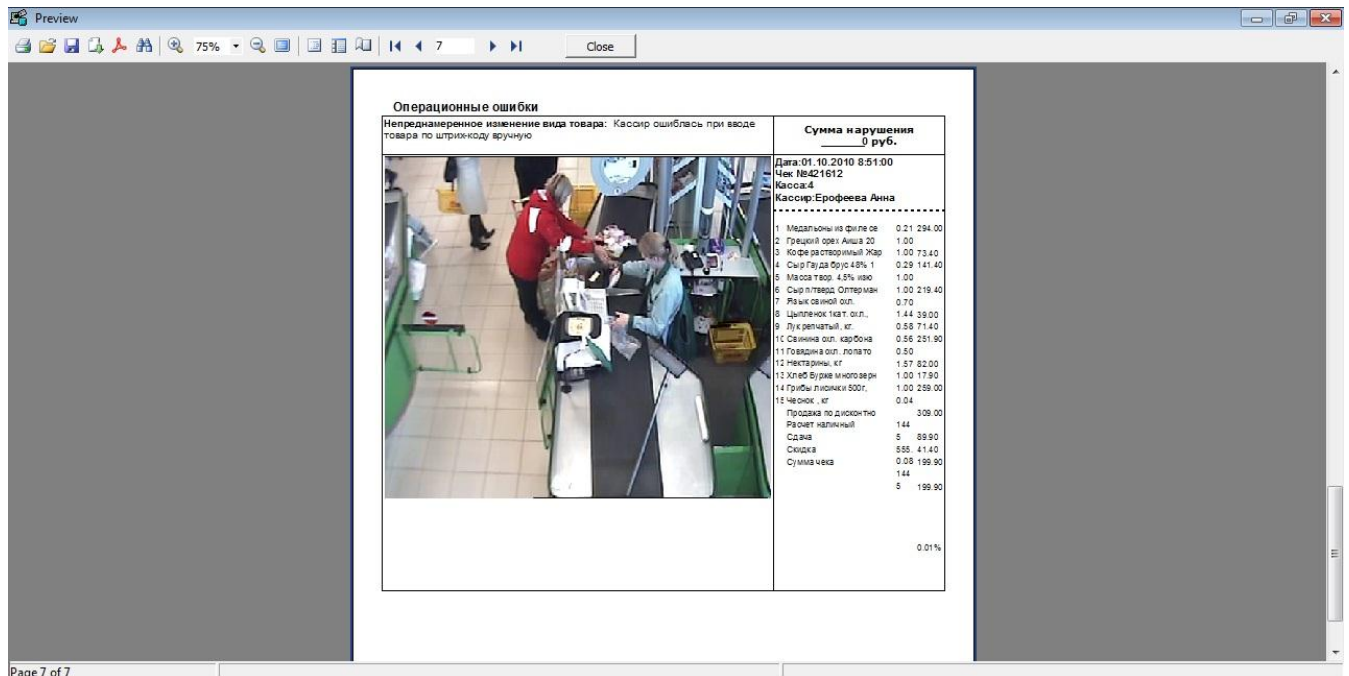 Preview
75%
7
Close
Операционные ошибки
Непреднамеренное изменение вида товара: Кассир ошиблась при вводе
товара по штрих-коду вручную
Сумма нарушения
0 руб.
Дата:01.10.2010 8:51:00
Чек №421612
Касса:4
Кассир:Ерофеева Анна
1 Медальоны из филе се 0.21 294.00
2 Грецкий орех Аиша 20 1.00
3 Кофе растворимый Жар 1.00 73.40
4 Сыр Гауда брус 48% 1 0.29 141.40
5 Масса твор. 4,5% изю 1.00
6 Сыр п/тверд. Олтерман 1.00 219.40
7 Язык свиной охл. 0.70
8 Цыпленок 1кат. охл., 1.44 39.00
9 Лук репчатый, кг. 0.58 71.40
10 Свинина охл. карбона 0.56 251.90
11 Говядина охл. лопато 0.50
12 Нектарины, кг 1.57 82.00
13 Хлеб Бурже многозерн 1.00 17.90
14 Грибы лисички 500г, 1.00 259.00
15 Чеснок , кг 0.04
Продажа по дисконтно 309.00
Расчет наличный 144
Сдача 5 89.90
Скидка 555. 41.40
Сумма чека 0.08 199.90
144
5 199.90
0.01%
Page 7 of 7